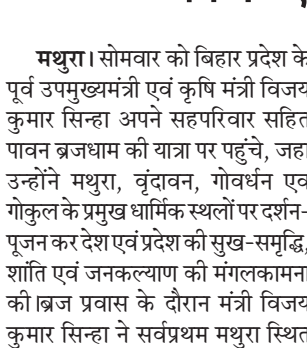 मथुरा। सोमवार को बिहार प्रदेश के
पूर्व उपमुख्यमंत्री एवं कृषि मंत्री विजय
कुमार सिन्हा अपने सहपरिवार सहित
पावन ब्रजधाम की यात्रा पर पहुंचे, जहा
उन्होंने मथुरा, वृंदावन, गोवर्धन एव
गोकुल के प्रमुख धार्मिक स्थलों पर दर्शन-
पूजन कर देश एवं प्रदेश की सुख-समृद्धि,
शांति एवं जनकल्याण की मंगलकामना
की।ब्रज प्रवास के दौरान मंत्री विजय
कुमार सिन्हा ने सर्वप्रथम मथुरा स्थित